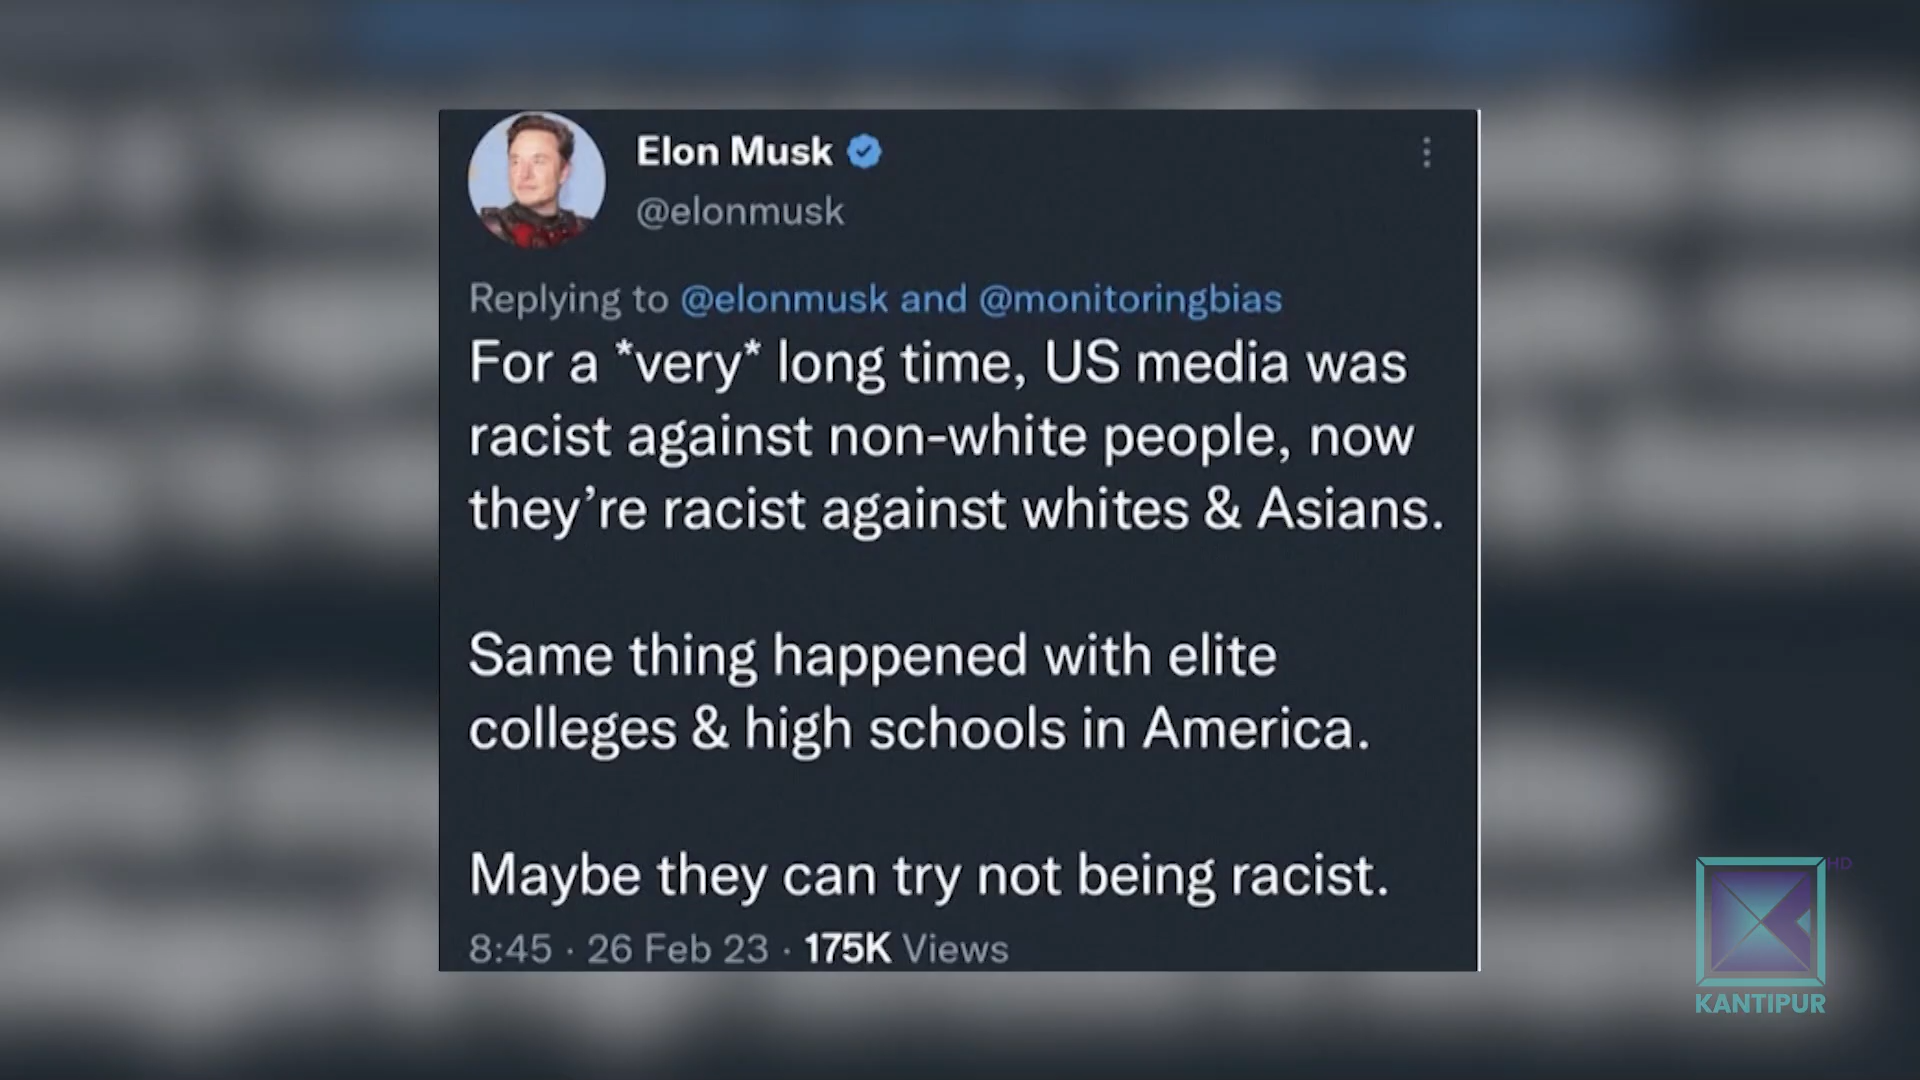 Elon Musk
@elonmusk
Replying to @elonmusk and @monitoringbias
For a *very* long time, US media was
racist against non-white people, now
they’re racist against whites & Asians.
Same thing happened with elite
colleges & high schools in America.
Maybe they can try not being racist.
8:45 · 26 Feb 23 · 175K Views
HD
KANTIPUR